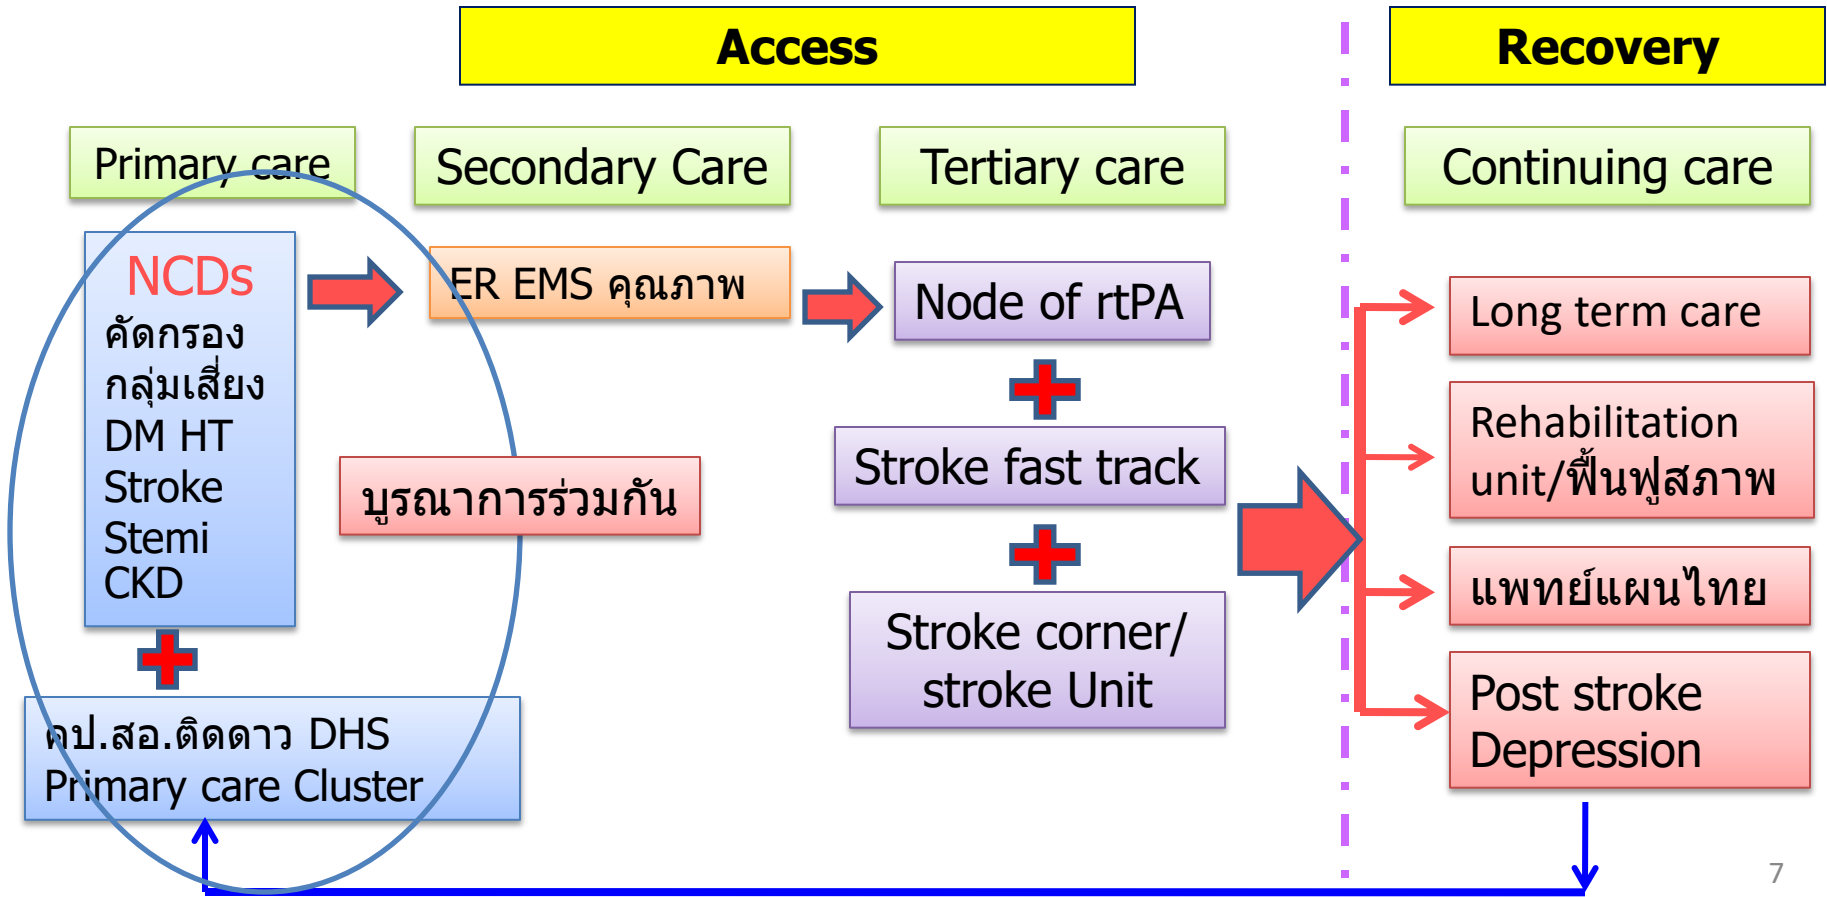 Access
Recovery
Primary care
Secondary Care
Tertiary care
Continuing care
NCDs
คัดกรอง
กลุ่มเสี่ยง
DM HT
Stroke
Stemi
CKD
คป.สอ.ติดดาว DHS
Primary care Cluster
ER EMS คุณภาพ
บูรณาการร่วมกัน
Node of rtPA
Stroke fast track
Stroke corner/
stroke Unit
Long term care
Rehabilitation
unit/ฟื้นฟูสภาพ
แพทย์แผนไทย
Post stroke
Depression
7